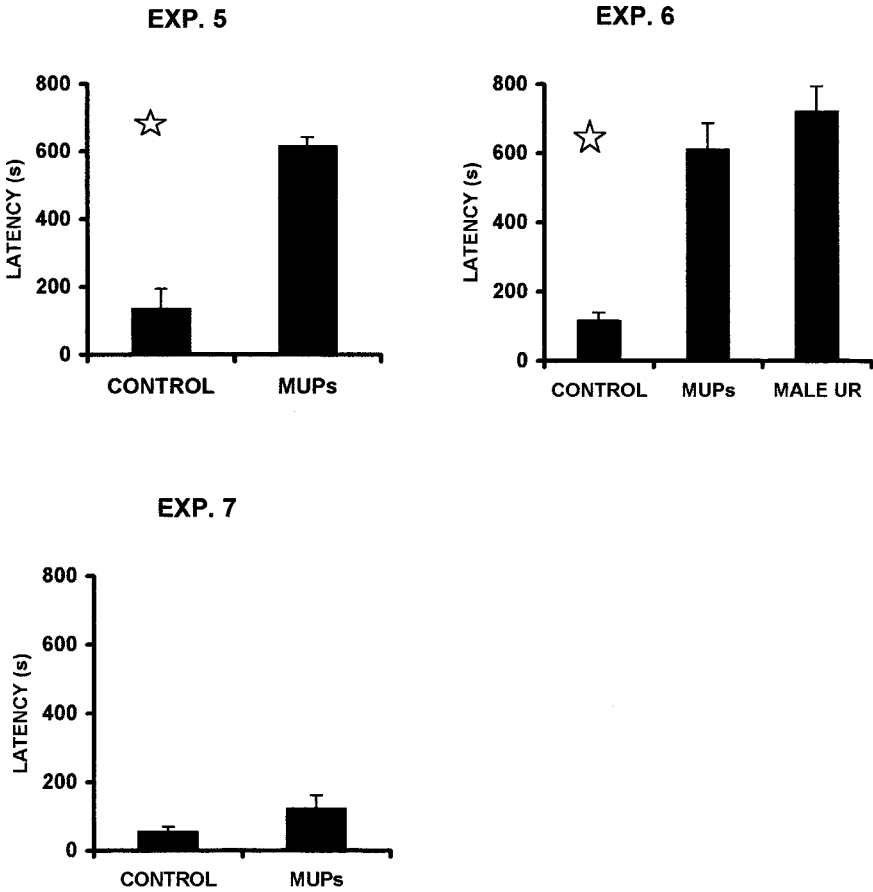 EXP. 5
800
600
400
200
0
LATENCY (s)
CONTROL MUPs
EXP. 6
800
600
400
200
0
LATENCY (s)
CONTROL MUPs MALE UR
EXP. 7
800
600
400
200
0
LATENCY (s)
CONTROL MUPs